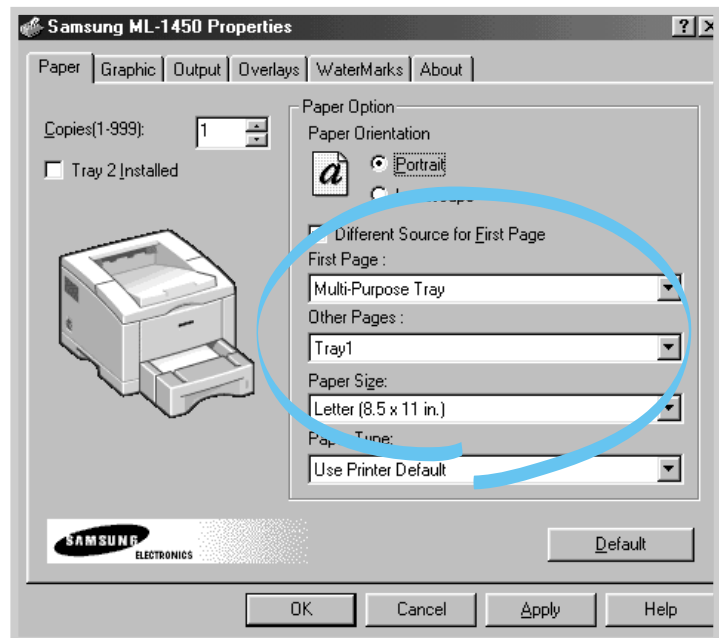 Samsung ML-1450 Properties
Paper Graphic Output Overlays WaterMarks About
Copies(1-999): 1
Tray 2 Installed
Paper Option
Paper Orientation
a
Portrait
Different Source for First Page
First Page :
Multi-Purpose Tray
Other Pages :
Tray1
Paper Size:
Letter (8.5 x 11 in.)
Paper Type:
Use Printer Default
SAMSUNG
ELECTRONICS
Default
OK Cancel Apply Help